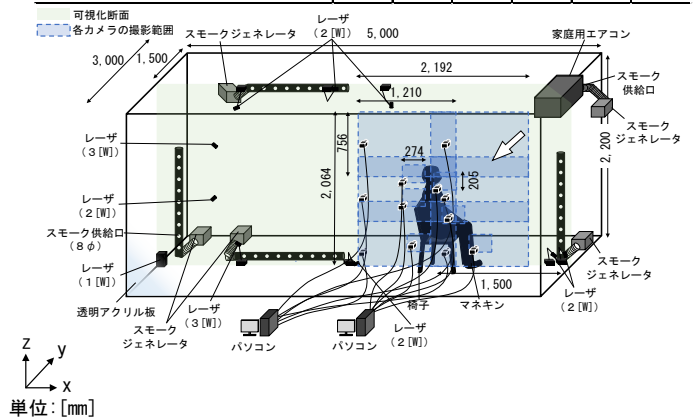 可視化断面
各カメラの撮影範囲
スモークジェネレータ
レーザ
(2[W])
5,000
家庭用エアコン
3,000
1,500
2,192
1,210
スモーク
供給口
スモーク
ジェネレータ
レーザ
(3[W])
756
274
205
2,064
2,200
レーザ
(2[W])
スモーク供給口
(8φ)
レーザ
(1[W])
透明アクリル板
スモーク
ジェネレータ
レーザ
(3[W])
パソコン
パソコン
レーザ
(2[W])
椅子
マネキン
1,500
レーザ
(2[W])
スモーク
ジェネレータ
z
y
x
単位:[mm]